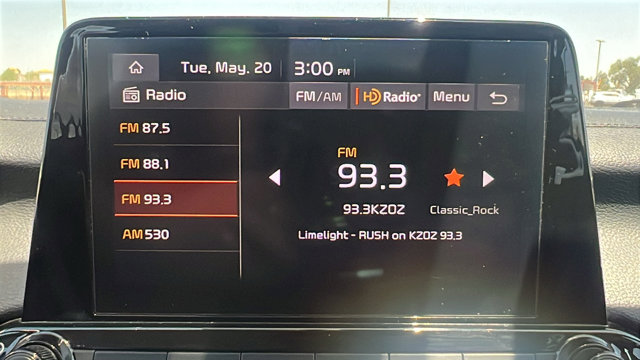 Tue, May. 20 3:00 PM
Radio FM/AM HD Radio Menu
FM 87.5
FM 88.1
FM 93.3
AM 530
FM
93.3
93.3KZOZ Classic_Rock
Limelight - RUSH on KZOZ 93.3